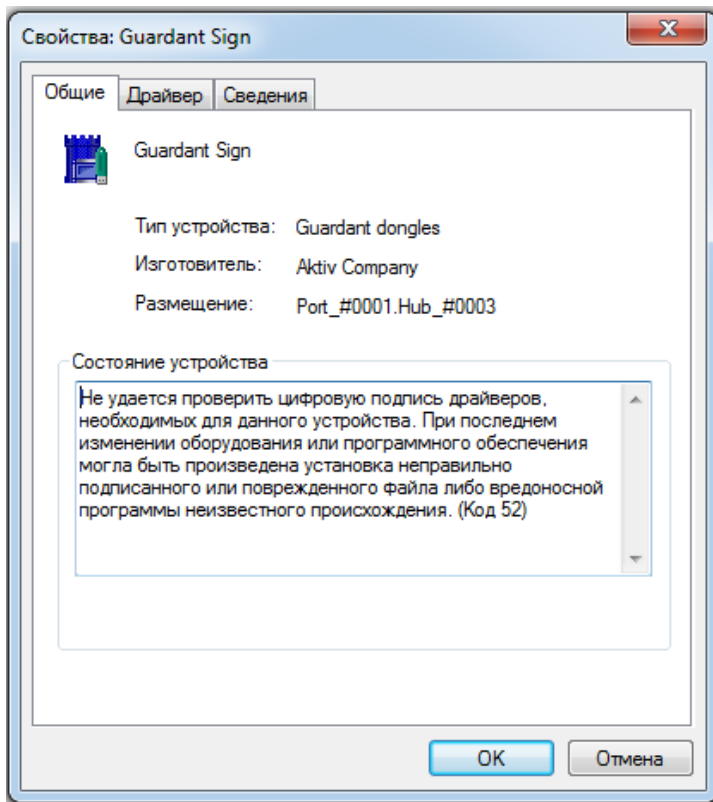 Свойства: Guardant Sign
Общие
Драйвер
Сведения
Guardant Sign
Тип устройства: Guardant dongles
Изготовитель: Aktiv Company
Размещение: Port_#0001.Hub_#0003
Состояние устройства
Не удается проверить цифровую подпись драйверов,
необходимых для данного устройства. При последнем
изменении оборудования или программного обеспечения
могла быть произведена установка неправильно
подписанного или поврежденного файла либо вредоносной
программы неизвестного происхождения. (Код 52)
OK
Отмена